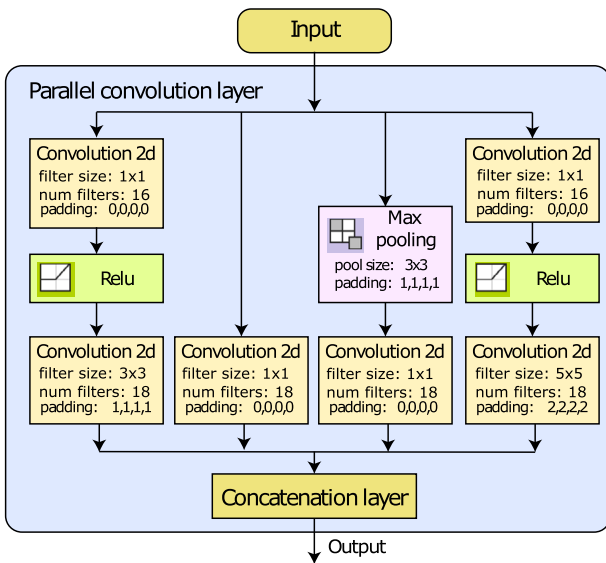 Input
Parallel convolution layer
Convolution 2d
filter size: 1x1
num filters: 16
padding: 0,0,0,0
Relu
Convolution 2d
filter size: 3x3
num filters: 18
padding: 1,1,1,1
Convolution 2d
filter size: 1x1
num filters: 18
padding: 0,0,0,0
Max
pooling
pool size: 3x3
padding: 1,1,1,1
Convolution 2d
filter size: 1x1
num filters: 18
padding: 0,0,0,0
Convolution 2d
filter size: 1x1
num filters: 16
padding: 0,0,0,0
Relu
Convolution 2d
filter size: 5x5
num filters: 18
padding: 2,2,2,2
Concatenation layer
Output